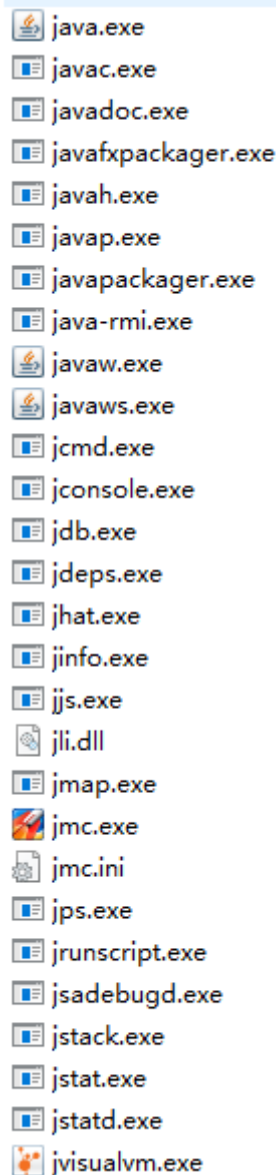 java.exe
javac.exe
javadoc.exe
javafxpackager.exe
javah.exe
javap.exe
javapackager.exe
java-rmi.exe
javaw.exe
javaws.exe
jcmd.exe
jconsole.exe
jdb.exe
jdeps.exe
jhat.exe
jinfo.exe
jjs.exe
jli.dll
jmap.exe
jmc.exe
jmc.ini
jps.exe
jrunscript.exe
jsadebugd.exe
jstack.exe
jstat.exe
jstatd.exe
jvisualvm.exe